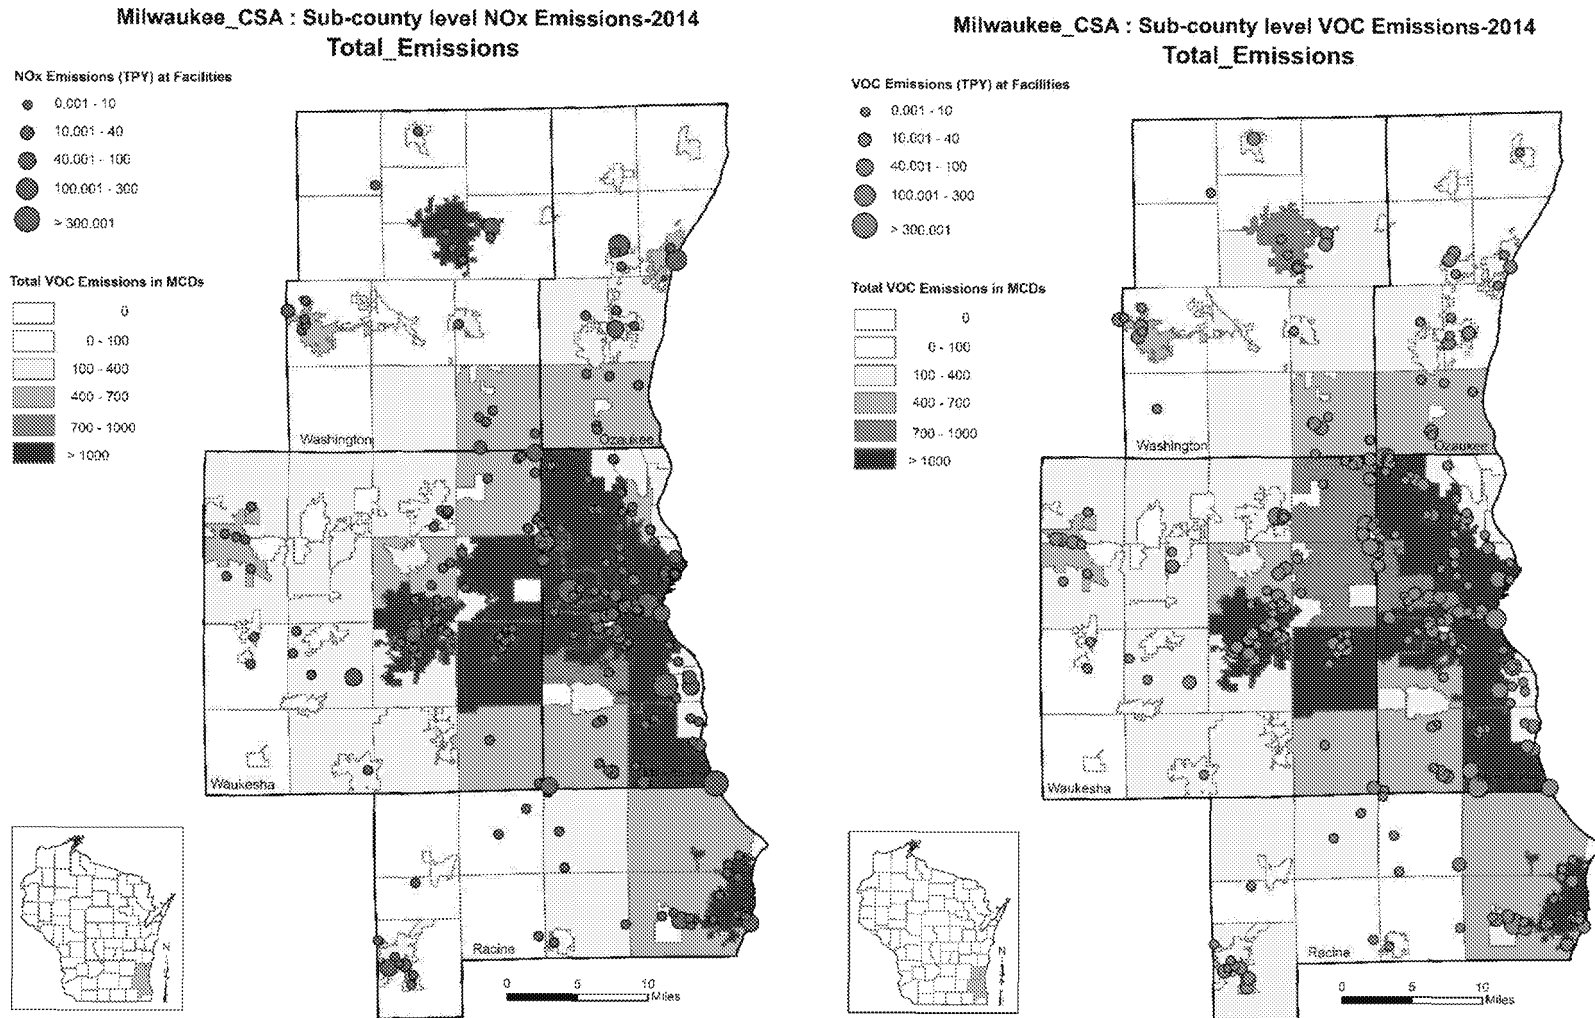 Milwaukee_CSA : Sub-county level NOx Emissions-2014
Total_Emissions
NOx Emissions (TPY) at Facilities
0.001 - 10
10.001 - 40
40.001 - 100
100.001 - 300
> 300.001
Total VOC Emissions in MCDs
0
0 - 100
100 - 400
400 - 700
700 - 1000
> 1000
Washington
Ozaukee
Waukesha
Racine
N
0 5 10
Miles
Milwaukee_CSA : Sub-county level VOC Emissions-2014
Total_Emissions
VOC Emissions (TPY) at Facilities
0.001 - 10
10.001 - 40
40.001 - 100
100.001 - 300
> 300.001
Total VOC Emissions in MCDs
0
0 - 100
100 - 400
400 - 700
700 - 1000
> 1000
Washington
Ozaukee
Waukesha
Racine
N
0 5 10
Miles